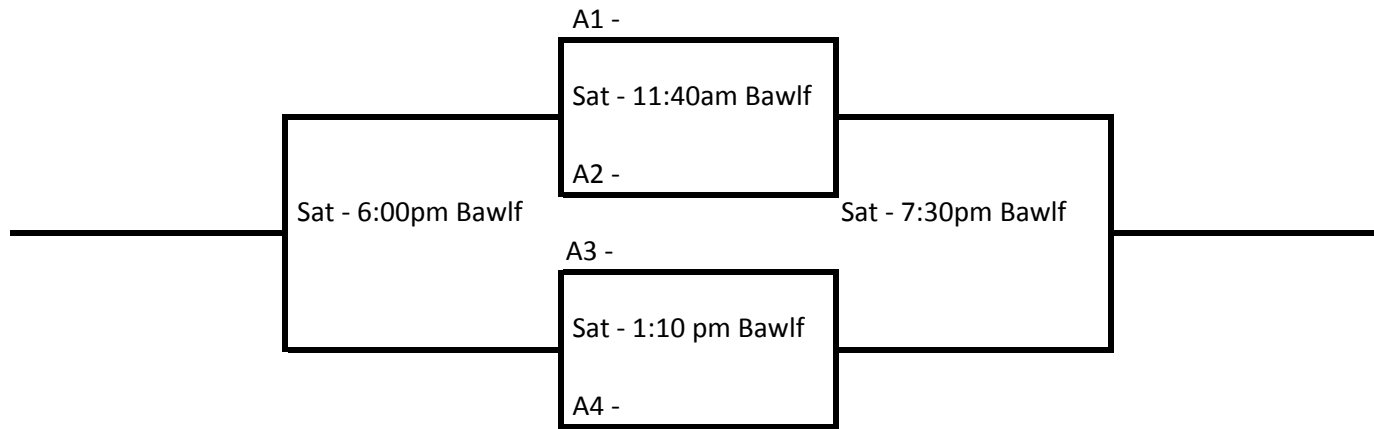 A1 -
Sat - 11:40am Bawlf
A2 -
Sat - 6:00pm Bawlf
Sat - 7:30pm Bawlf
A3 -
Sat - 1:10 pm Bawlf
A4 -